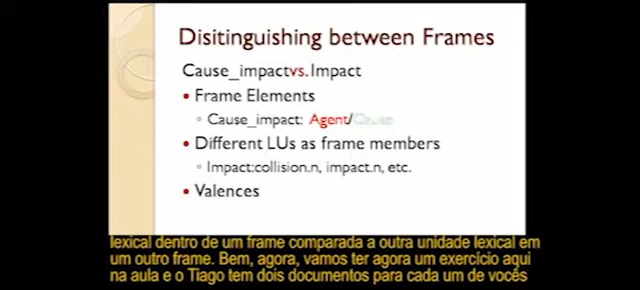 Disitinguishing between Frames
Cause_impactvs.Impact
• Frame Elements
◦ Cause_impact: Agent/Cause
• Different LUs as frame members
◦ Impact:collision.n, impact.n, etc.
• Valences
lexical dentro de um frame comparada a outra unidade lexical em
um outro frame. Bem, agora, vamos ter agora um exercício aqui
na aula e o Tiago tem dois documentos para cada um de vocês